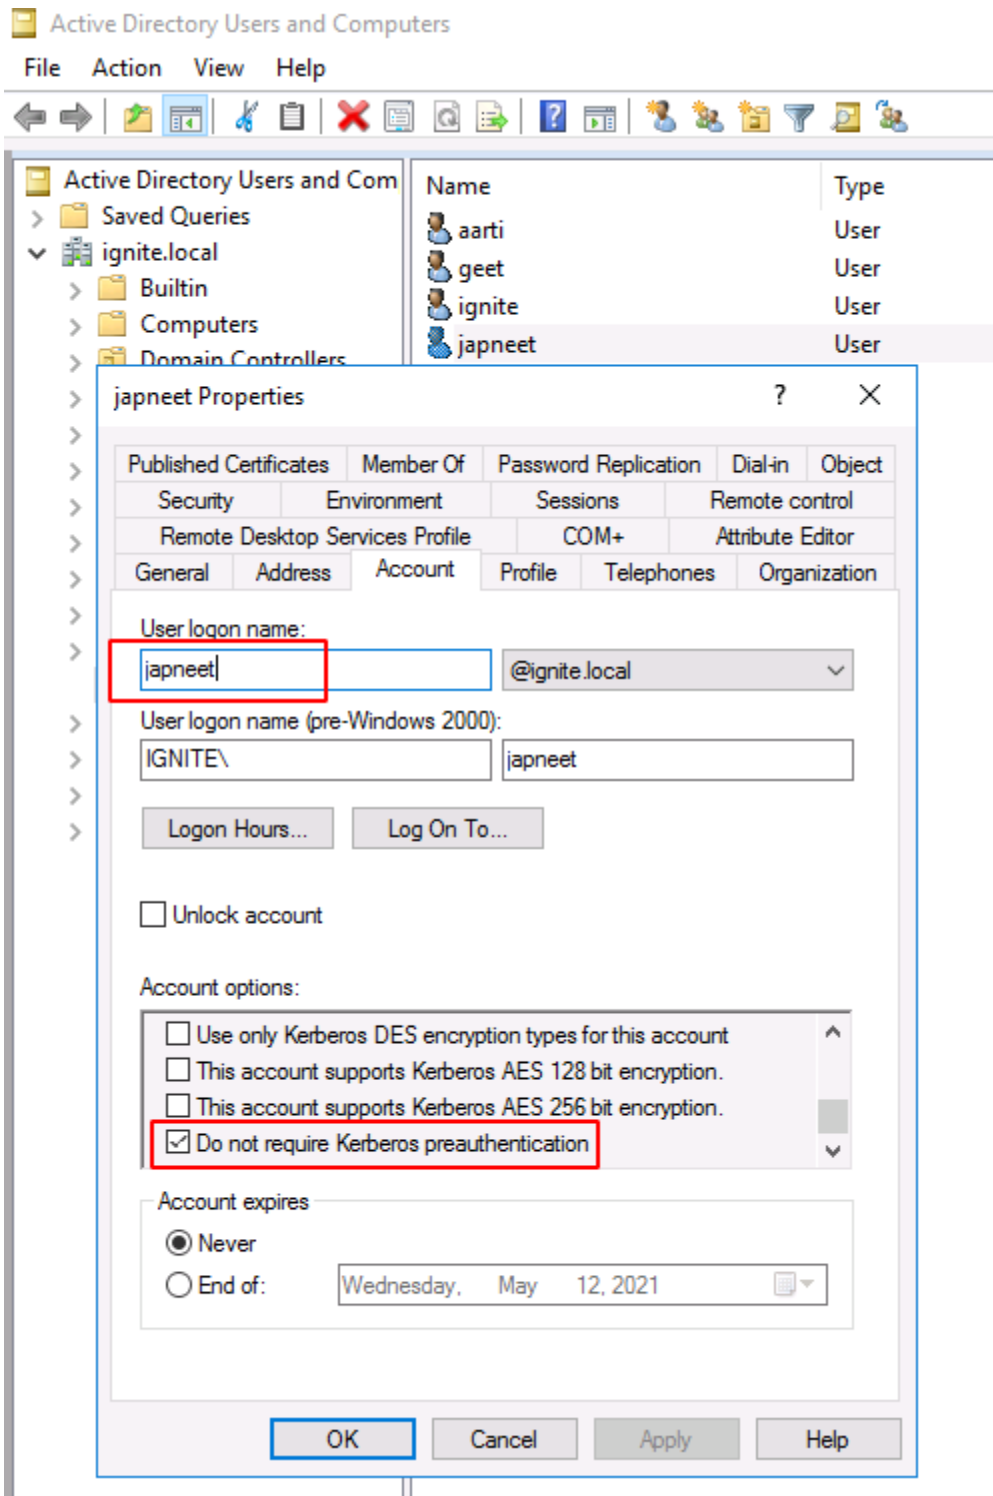 Active Directory Users and Computers
File Action View Help
Active Directory Users and Com
Saved Queries
ignite.local
Builtin
Computers
Domain Controllers
Name Type
aarti User
geet User
ignite User
japneet User
japneet Properties ?
Published Certificates Member Of Password Replication Dial-in Object
Security Environment Sessions Remote control
Remote Desktop Services Profile COM+ Attribute Editor
General Address Account Profile Telephones Organization
User logon name:
japneet @ignite.local
User logon name (pre-Windows 2000):
IGNITE\ japneet
Logon Hours... Log On To...
Unlock account
Account options:
Use only Kerberos DES encryption types for this account
This account supports Kerberos AES 128 bit encryption.
This account supports Kerberos AES 256 bit encryption.
Do not require Kerberos preauthentication
Account expires
Never
End of: Wednesday, May 12, 2021
OK Cancel Apply Help